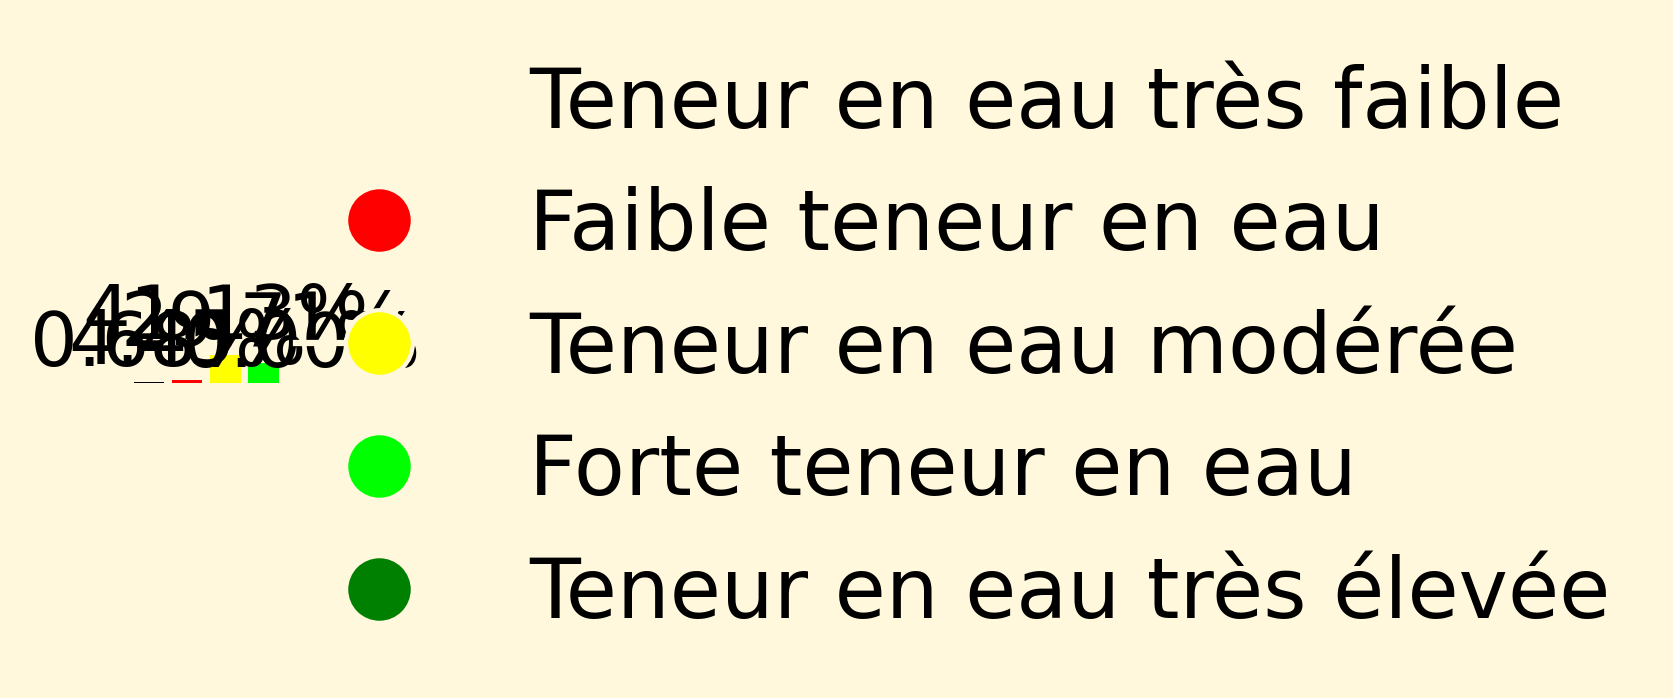 Teneur en eau très faible
Faible teneur en eau
Teneur en eau modérée
Forte teneur en eau
Teneur en eau très élevée